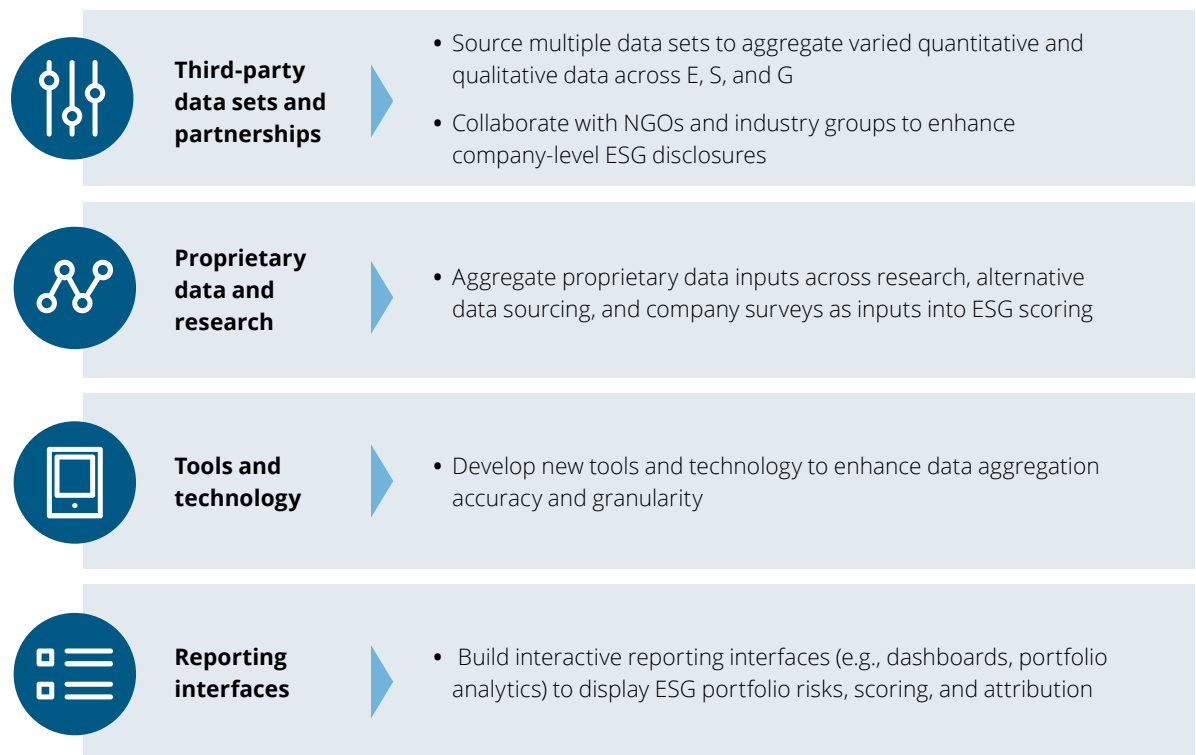 Third-party
data sets and
partnerships
• Source multiple data sets to aggregate varied quantitative and
qualitative data across E, S, and G
• Collaborate with NGOs and industry groups to enhance
company-level ESG disclosures
Proprietary
data and
research
• Aggregate proprietary data inputs across research, alternative
data sourcing, and company surveys as inputs into ESG scoring
Tools and
technology
• Develop new tools and technology to enhance data aggregation
accuracy and granularity
Reporting
interfaces
• Build interactive reporting interfaces (e.g., dashboards, portfolio
analytics) to display ESG portfolio risks, scoring, and attribution